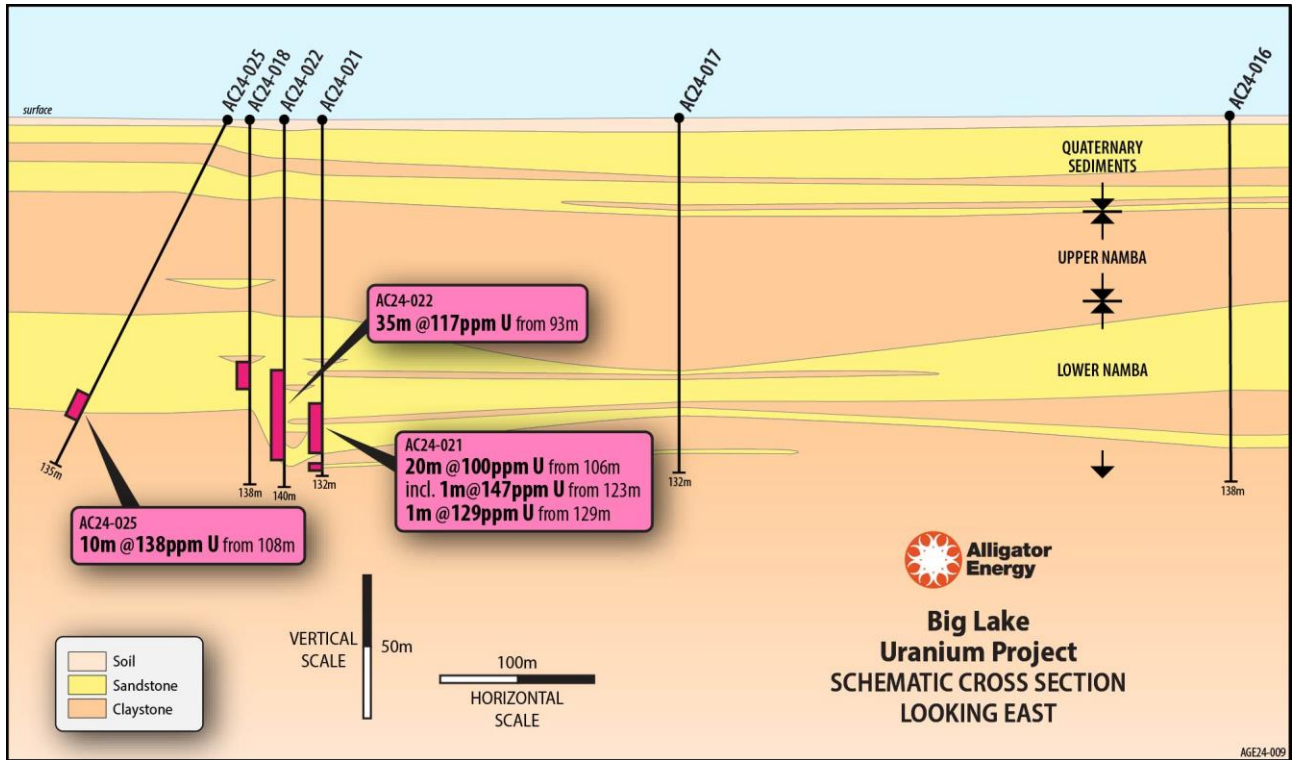 AC24-025
AC24-018
AC24-022
AC24-021
AC24-017
AC24-016
surface
QUATERNARY
SEDIMENTS
UPPER NAMBA
LOWER NAMBA
AC24-022
35m @117ppm U from 93m
AC24-021
20m @100ppm U from 106m
incl. 1m@147ppm U from 123m
1m @129ppm U from 129m
135m
138m
140m
132m
132m
138m
AC24-025
10m @138ppm U from 108m
Alligator
Energy
Big Lake
Uranium Project
SCHEMATIC CROSS SECTION
LOOKING EAST
VERTICAL
SCALE
50m
100m
HORIZONTAL
SCALE
Soil
Sandstone
Claystone
AGE24-009